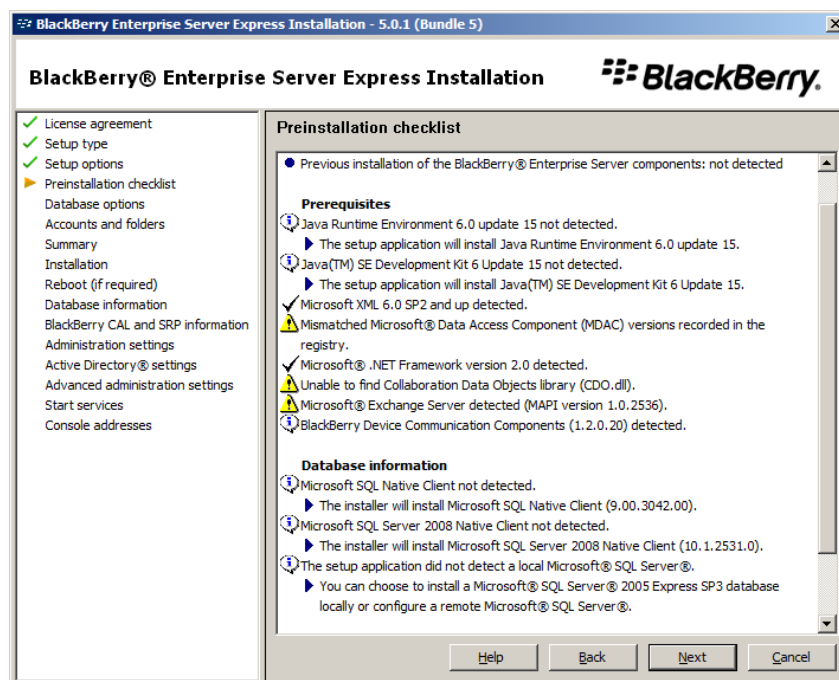 BlackBerry Enterprise Server Express Installation - 5.0.1 (Bundle 5)
BlackBerry® Enterprise Server Express Installation
BlackBerry.
License agreement
Setup type
Setup options
Preinstallation checklist
Database options
Accounts and folders
Summary
Installation
Reboot (if required)
Database information
BlackBerry CAL and SRP information
Administration settings
Active Directory® settings
Advanced administration settings
Start services
Console addresses
Preinstallation checklist
Previous installation of the BlackBerry® Enterprise Server components: not detected
Prerequisites
Java Runtime Environment 6.0 update 15 not detected.
The setup application will install Java Runtime Environment 6.0 update 15.
Java(TM) SE Development Kit 6 Update 15 not detected.
The setup application will install Java(TM) SE Development Kit 6 Update 15.
Microsoft XML 6.0 SP2 and up detected.
Mismatched Microsoft® Data Access Component (MDAC) versions recorded in the
registry.
Microsoft® .NET Framework version 2.0 detected.
Unable to find Collaboration Data Objects library (CDO.dll).
Microsoft® Exchange Server detected (MAPI version 1.0.2536).
BlackBerry Device Communication Components (1.2.0.20) detected.
Database information
Microsoft SQL Native Client not detected.
The installer will install Microsoft SQL Native Client (9.00.3042.00).
Microsoft SQL Server 2008 Native Client not detected.
The installer will install Microsoft SQL Server 2008 Native Client (10.1.2531.0).
The setup application did not detect a local Microsoft® SQL Server®.
You can choose to install a Microsoft® SQL Server® 2005 Express SP3 database
locally or configure a remote Microsoft® SQL Server®.
Help
Back
Next
Cancel